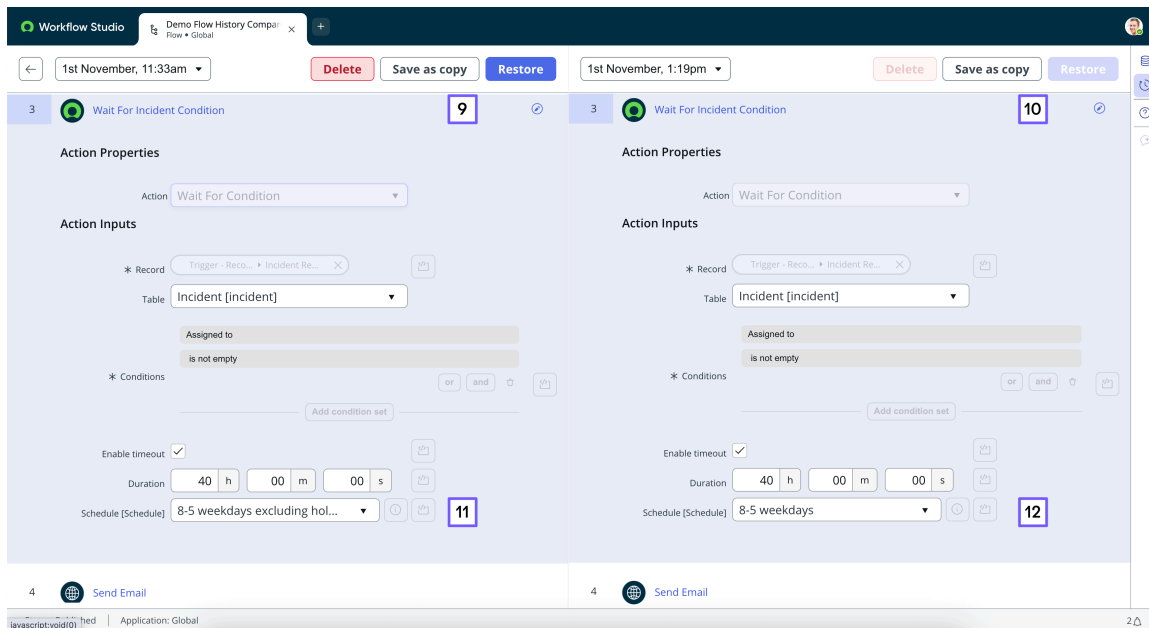 Workflow Studio
Demo Flow History Compar
Flow • Global
1st November, 11:33am
Delete
Save as copy
Restore
1st November, 1:19pm
Delete
Save as copy
Restore
3
Wait For Incident Condition
9
3
Wait For Incident Condition
10
Action Properties
Action Properties
Action
Wait For Condition
Action
Wait For Condition
Action Inputs
Action Inputs
* Record
Trigger - Reco... ▸ Incident Re...
* Record
Trigger - Reco... ▸ Incident Re...
Table
Incident [incident]
Table
Incident [incident]
Assigned to
Assigned to
is not empty
is not empty
* Conditions
or and
* Conditions
or and
Add condition set
Add condition set
Enable timeout
Enable timeout
Duration
40 h 00 m 00 s
Duration
40 h 00 m 00 s
Schedule [Schedule]
8-5 weekdays excluding hol...
11
Schedule [Schedule]
8-5 weekdays
12
4
Send Email
4
Send Email
javascript:void(0)
Application: Global
2